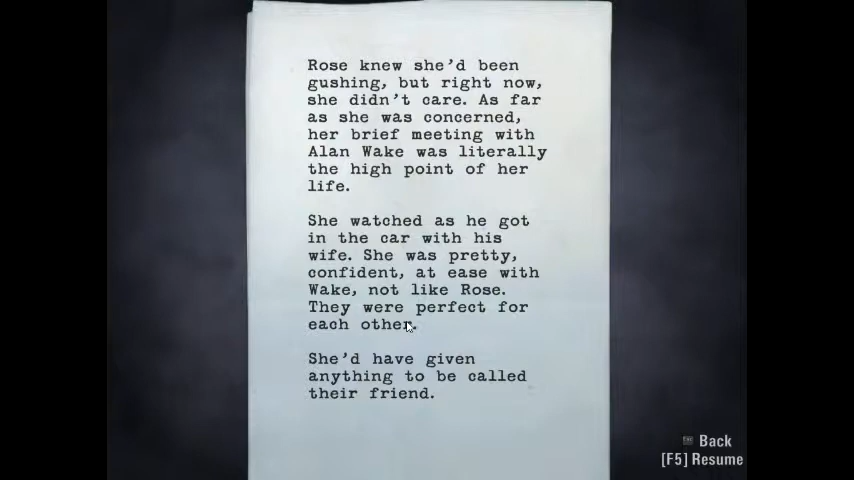 Rose knew she'd been
gushing, but right now,
she didn't care. As far
as she was concerned,
her brief meeting with
Alan Wake was literally
the high point of her
life.
She watched as he got
in the car with his
wife. She was pretty,
confident, at ease with
Wake, not like Rose.
They were perfect for
each other.
She'd have given
anything to be called
their friend.
Back
[F5] Resume